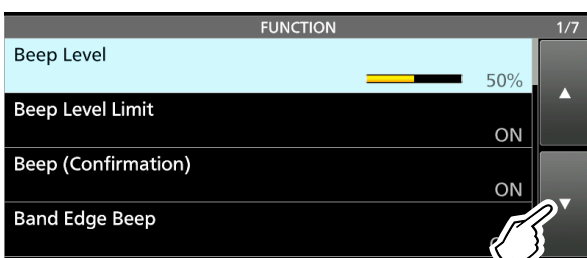 FUNCTION 1/7
Beep Level
50%
Beep Level Limit
ON
Beep (Confirmation)
ON
Band Edge Beep